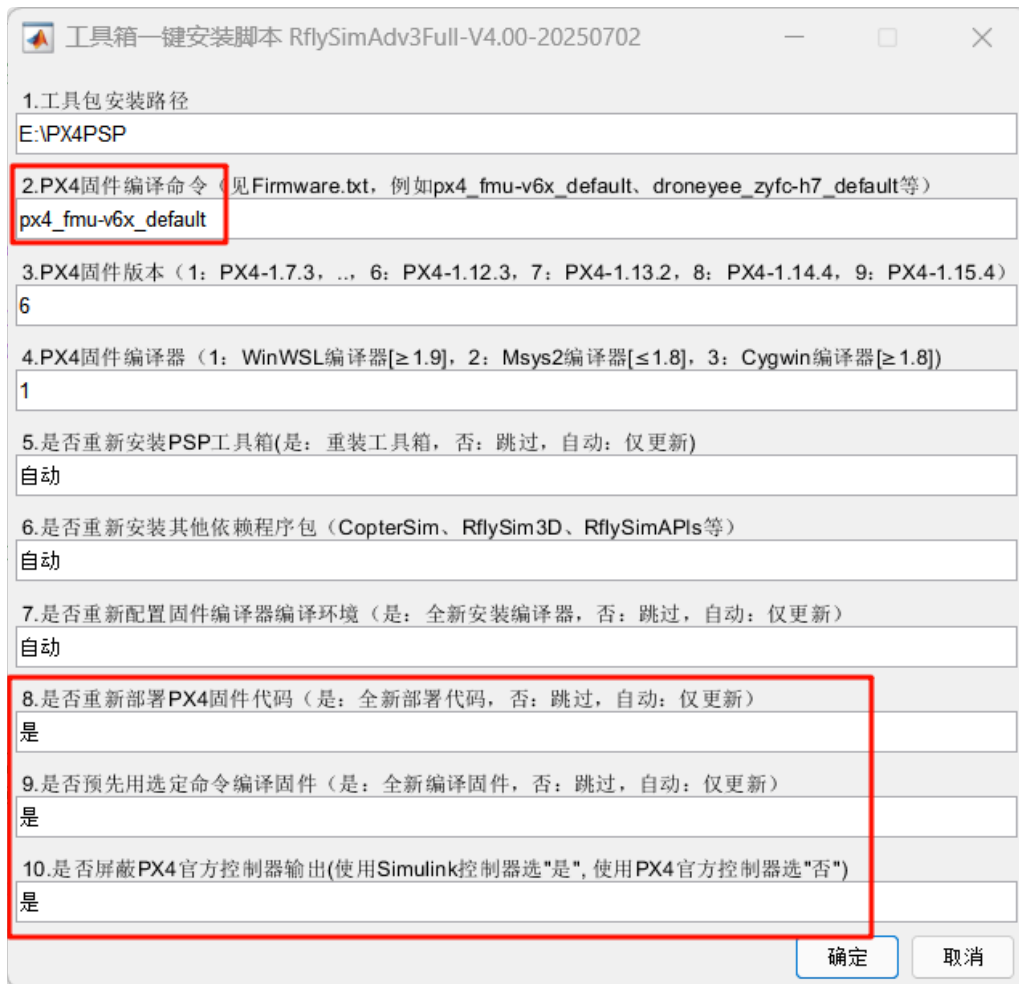 工具箱一键安装脚本 RflySimAdv3Full-V4.00-20250702
1.工具包安装路径
E:\PX4PSP
2.PX4固件编译命令（见Firmware.txt，例如px4_fmu-v6x_default、droneyee_zyfc-h7_default等）
px4_fmu-v6x_default
3.PX4固件版本（1：PX4-1.7.3，..，6：PX4-1.12.3，7：PX4-1.13.2，8：PX4-1.14.4，9：PX4-1.15.4）
6
4.PX4固件编译器（1：WinWSL编译器[≥1.9]，2：Msys2编译器[≤1.8]，3：Cygwin编译器[≥1.8])
1
5.是否重新安装PSP工具箱(是：重装工具箱，否：跳过，自动：仅更新)
自动
6.是否重新安装其他依赖程序包（CopterSim、RflySim3D、RflySimAPIs等）
自动
7.是否重新配置固件编译器编译环境（是：全新安装编译器，否：跳过，自动：仅更新）
自动
8.是否重新部署PX4固件代码（是：全新部署代码，否：跳过，自动：仅更新）
是
9.是否预先用选定命令编译固件（是：全新编译固件，否：跳过，自动：仅更新）
是
10.是否屏蔽PX4官方控制器输出(使用Simulink控制器选"是", 使用PX4官方控制器选"否")
是
确定 取消